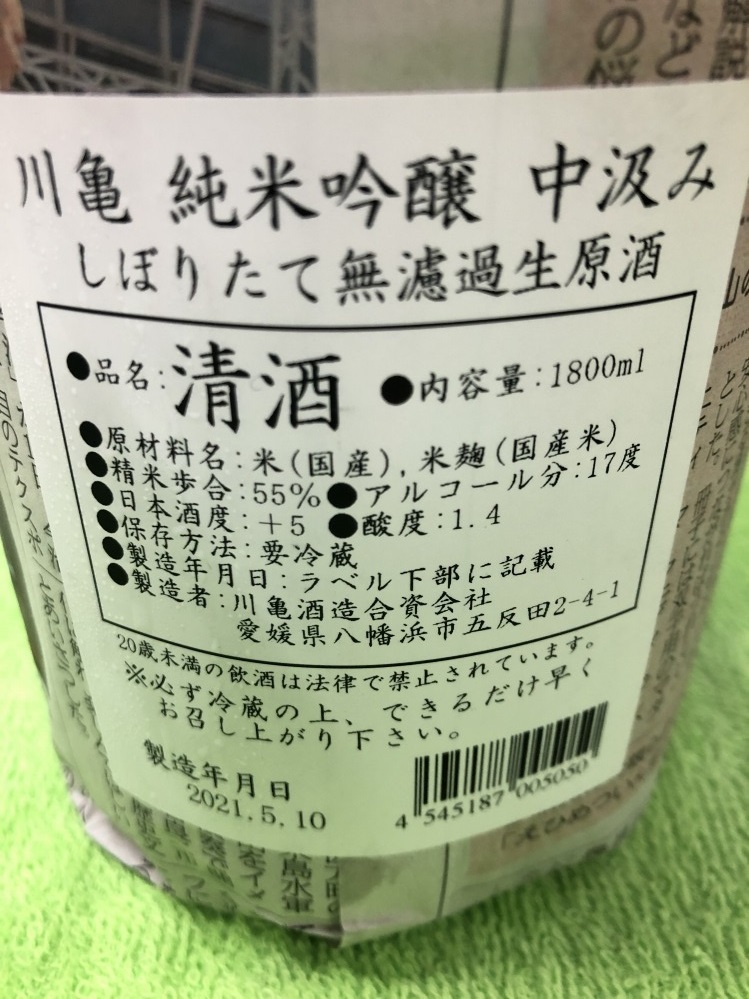 川亀 純米吟醸 中汲み
しぼりたて無濾過生原酒
●品名:清酒 ●内容量:1800ml
●原材料名:米(国産),米麹(国産米)
●精米歩合:55%●アルコール分:17度
●日本酒度:+5 ●酸度:1.4
●保存方法:要冷蔵
●製造年月日:ラベル下部に記載
●製造者:川亀酒造合資会社
愛媛県八幡浜市五反田2-4-1
20歳未満の飲酒は法律で禁止されています。
※必ず冷蔵の上、できるだけ早く
お召し上がり下さい。
製造年月日
2021.5.10
4 545187 005050